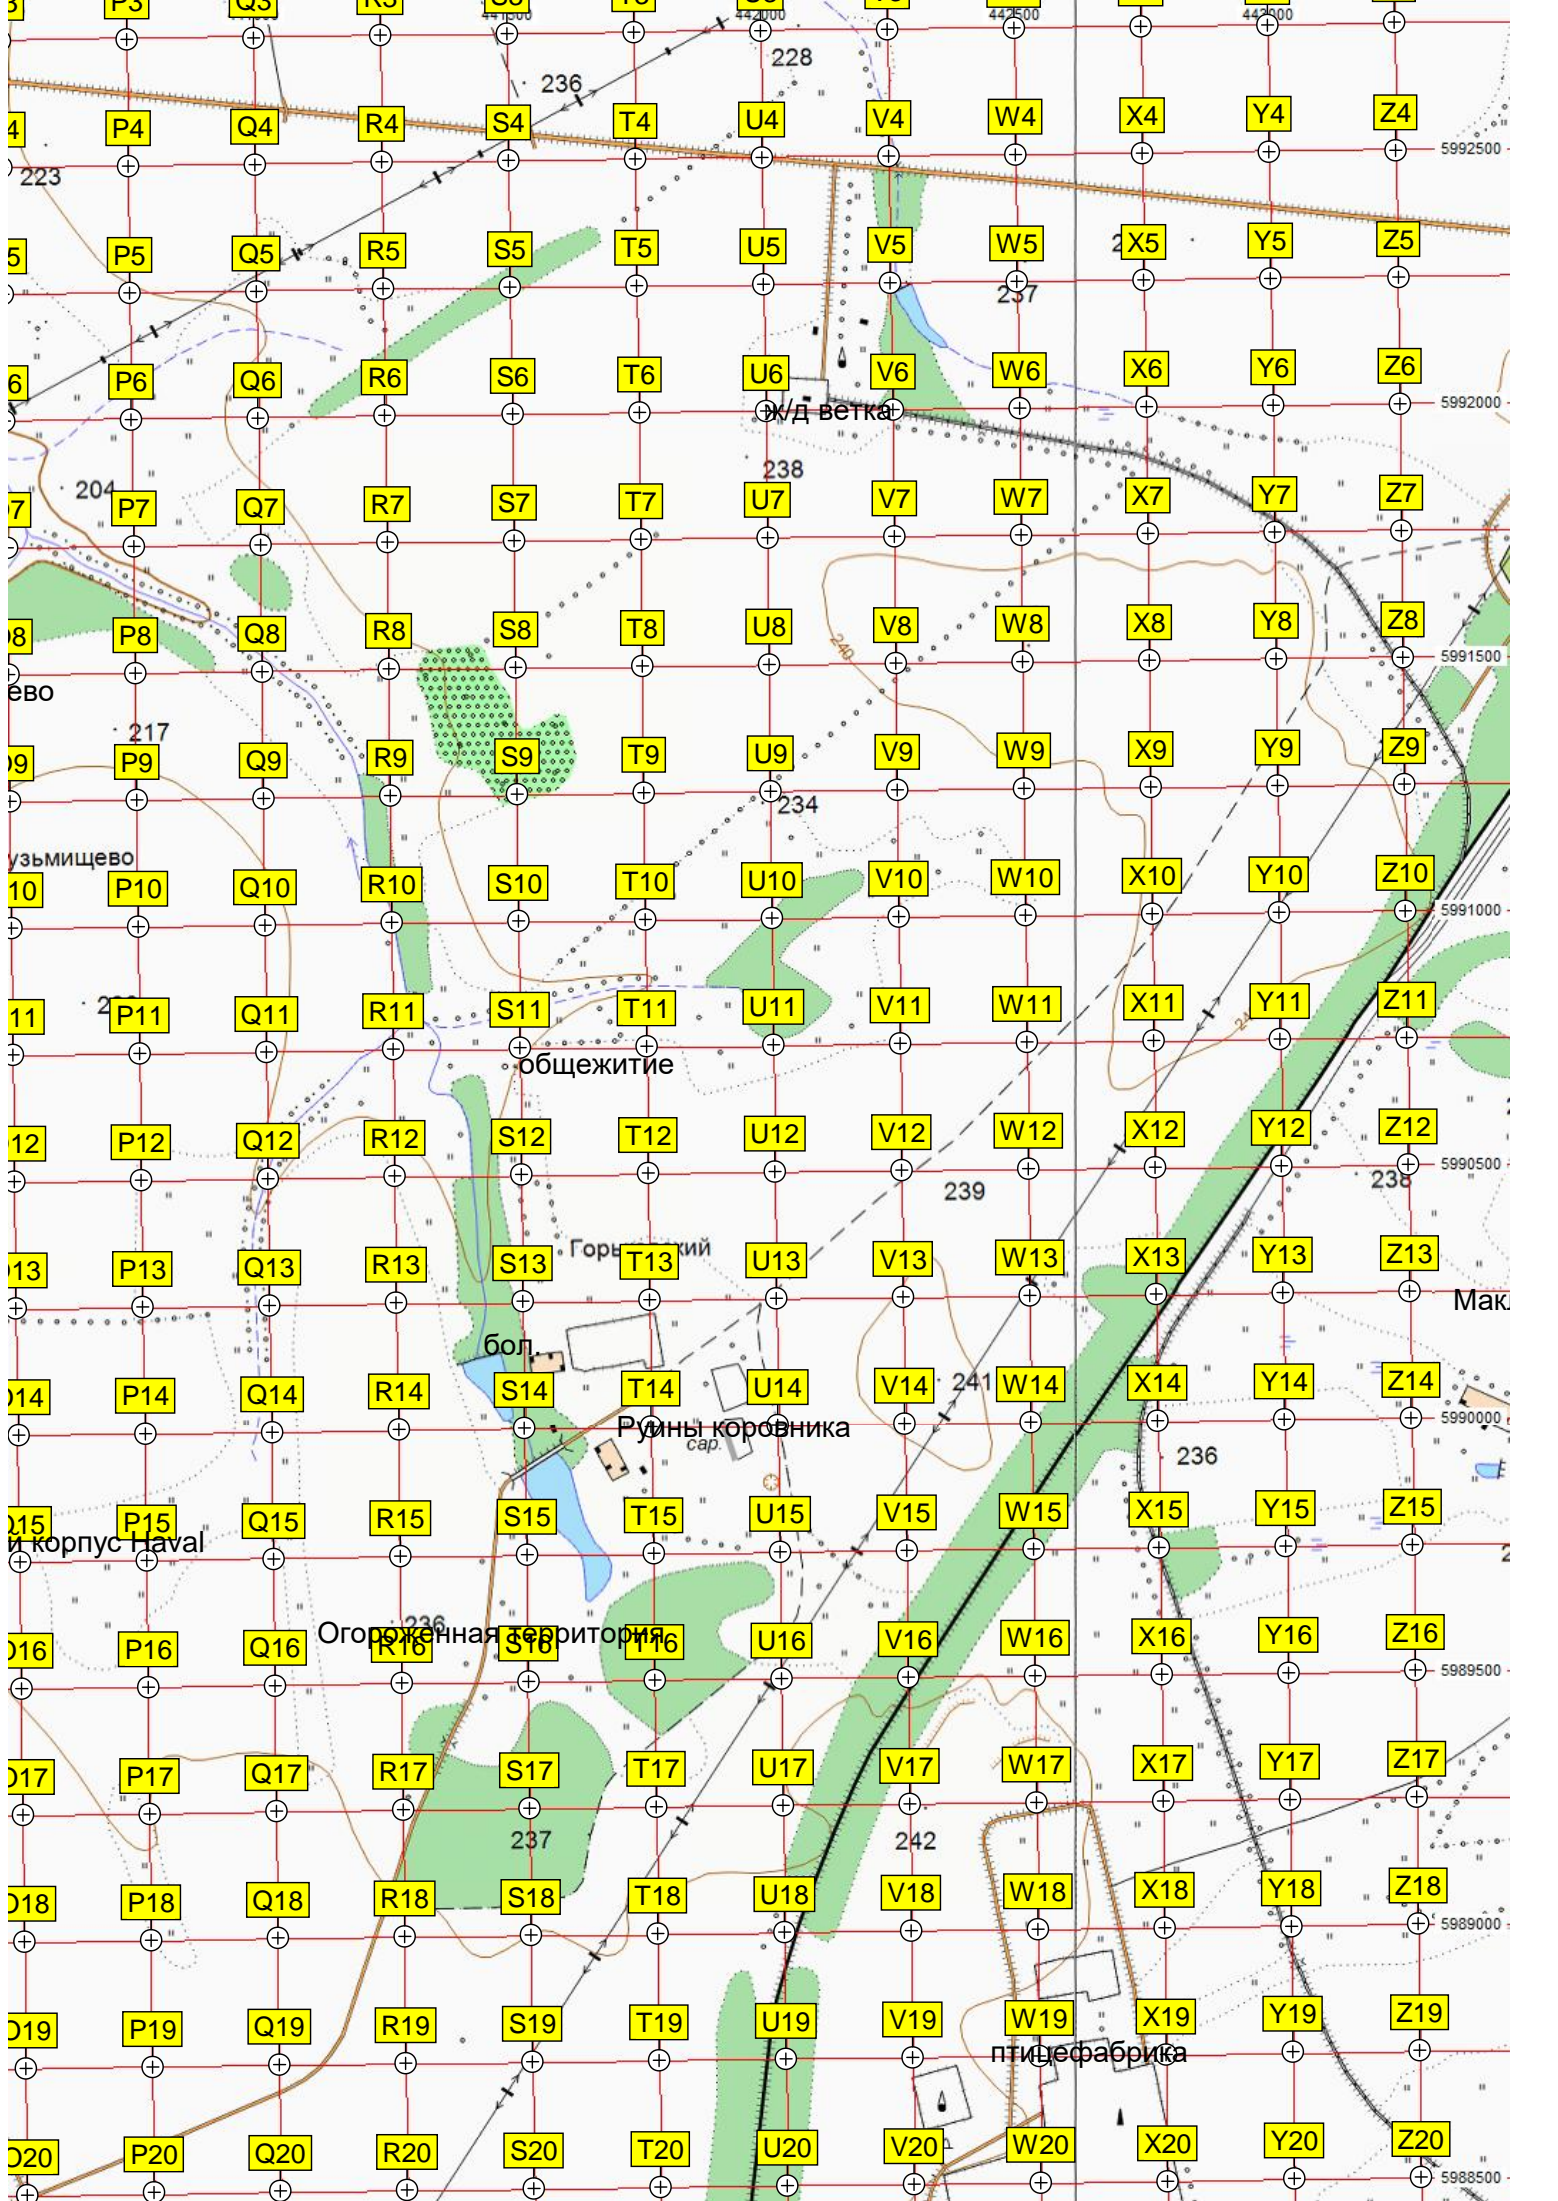 P3 Q3 R3
441500 442000 442500 443000
228
236
P4 Q4 R4 S4 T4 U4 V4 W4 X4 Y4 Z4
5992500
223
P5 Q5 R5 S5 T5 U5 V5 W5 X5 Y5 Z5
237
P6 Q6 R6 S6 T6 U6 V6 W6 X6 Y6 Z6
5992000
ж/д ветка
238
204
P7 Q7 R7 S7 T7 U7 V7 W7 X7 Y7 Z7
P8 Q8 R8 S8 T8 U8 V8 W8 X8 Y8 Z8
240
5991500
ево
217
P9 Q9 R9 S9 T9 U9 V9 W9 X9 Y9 Z9
234
узьмищево
P10 Q10 R10 S10 T10 U10 V10 W10 X10 Y10 Z10
5991000
P11 Q11 R11 S11 T11 U11 V11 W11 X11 Y11 Z11
общежитие
P12 Q12 R12 S12 T12 U12 V12 W12 X12 Y12 Z12
5990500
239
238
P13 Q13 R13 S13 T13 U13 V13 W13 X13 Y13 Z13
Мак
бол.
P14 Q14 R14 S14 T14 U14 V14 241 W14 X14 Y14 Z14
5990000
Руины коровника
сар.
236
P15 Q15 R15 S15 T15 U15 V15 W15 X15 Y15 Z15
й корпус Haval
236
Огороженная территория
P16 Q16 R16 S16 T16 U16 V16 W16 X16 Y16 Z16
5989500
P17 Q17 R17 S17 T17 U17 V17 W17 X17 Y17 Z17
237
242
P18 Q18 R18 S18 T18 U18 V18 W18 X18 Y18 Z18
5989000
P19 Q19 R19 S19 T19 U19 V19 W19 X19 Y19 Z19
птицефабрика
O20 P20 Q20 R20 S20 T20 U20 V20 W20 X20 Y20 Z20
5988500